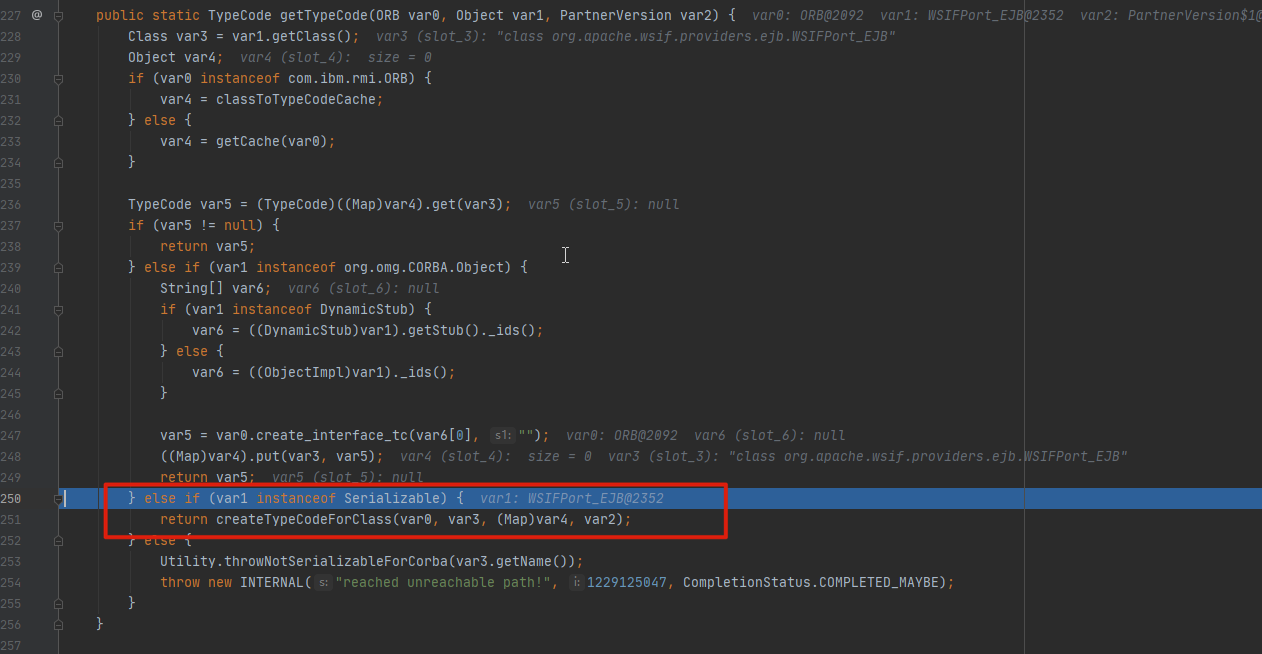 227 @ public static TypeCode getTypeCode(ORB var0, Object var1, PartnerVersion var2) { var0: ORB@2092 var1: WSIFPort_EJB@2352 var2: PartnerVersion$1@
228 Class var3 = var1.getClass(); var3 (slot_3): "class org.apache.wsif.providers.ejb.WSIFPort_EJB"
229 Object var4; var4 (slot_4): size = 0
230 if (var0 instanceof com.ibm.rmi.ORB) {
231 var4 = classToTypeCodeCache;
232 } else {
233 var4 = getCache(var0);
234 }
235
236 TypeCode var5 = (TypeCode)((Map)var4).get(var3); var5 (slot_5): null
237 if (var5 != null) {
238 return var5;
239 } else if (var1 instanceof org.omg.CORBA.Object) {
240 String[] var6; var6 (slot_6): null
241 if (var1 instanceof DynamicStub) {
242 var6 = ((DynamicStub)var1).getStub()._ids();
243 } else {
244 var6 = ((ObjectImpl)var1)._ids();
245 }
246
247 var5 = var0.create_interface_tc(var6[0], s1: ""); var0: ORB@2092 var6 (slot_6): null
248 ((Map)var4).put(var3, var5); var4 (slot_4): size = 0 var3 (slot_3): "class org.apache.wsif.providers.ejb.WSIFPort_EJB"
249 return var5; var5 (slot_5): null
250 } else if (var1 instanceof Serializable) { var1: WSIFPort_EJB@2352
251 return createTypeCodeForClass(var0, var3, (Map)var4, var2);
252 } else {
253 Utility.throwNotSerializableForCorba(var3.getName());
254 throw new INTERNAL( s: "reached unreachable path!", i: 1229125047, CompletionStatus.COMPLETED_MAYBE);
255 }
256 }
257